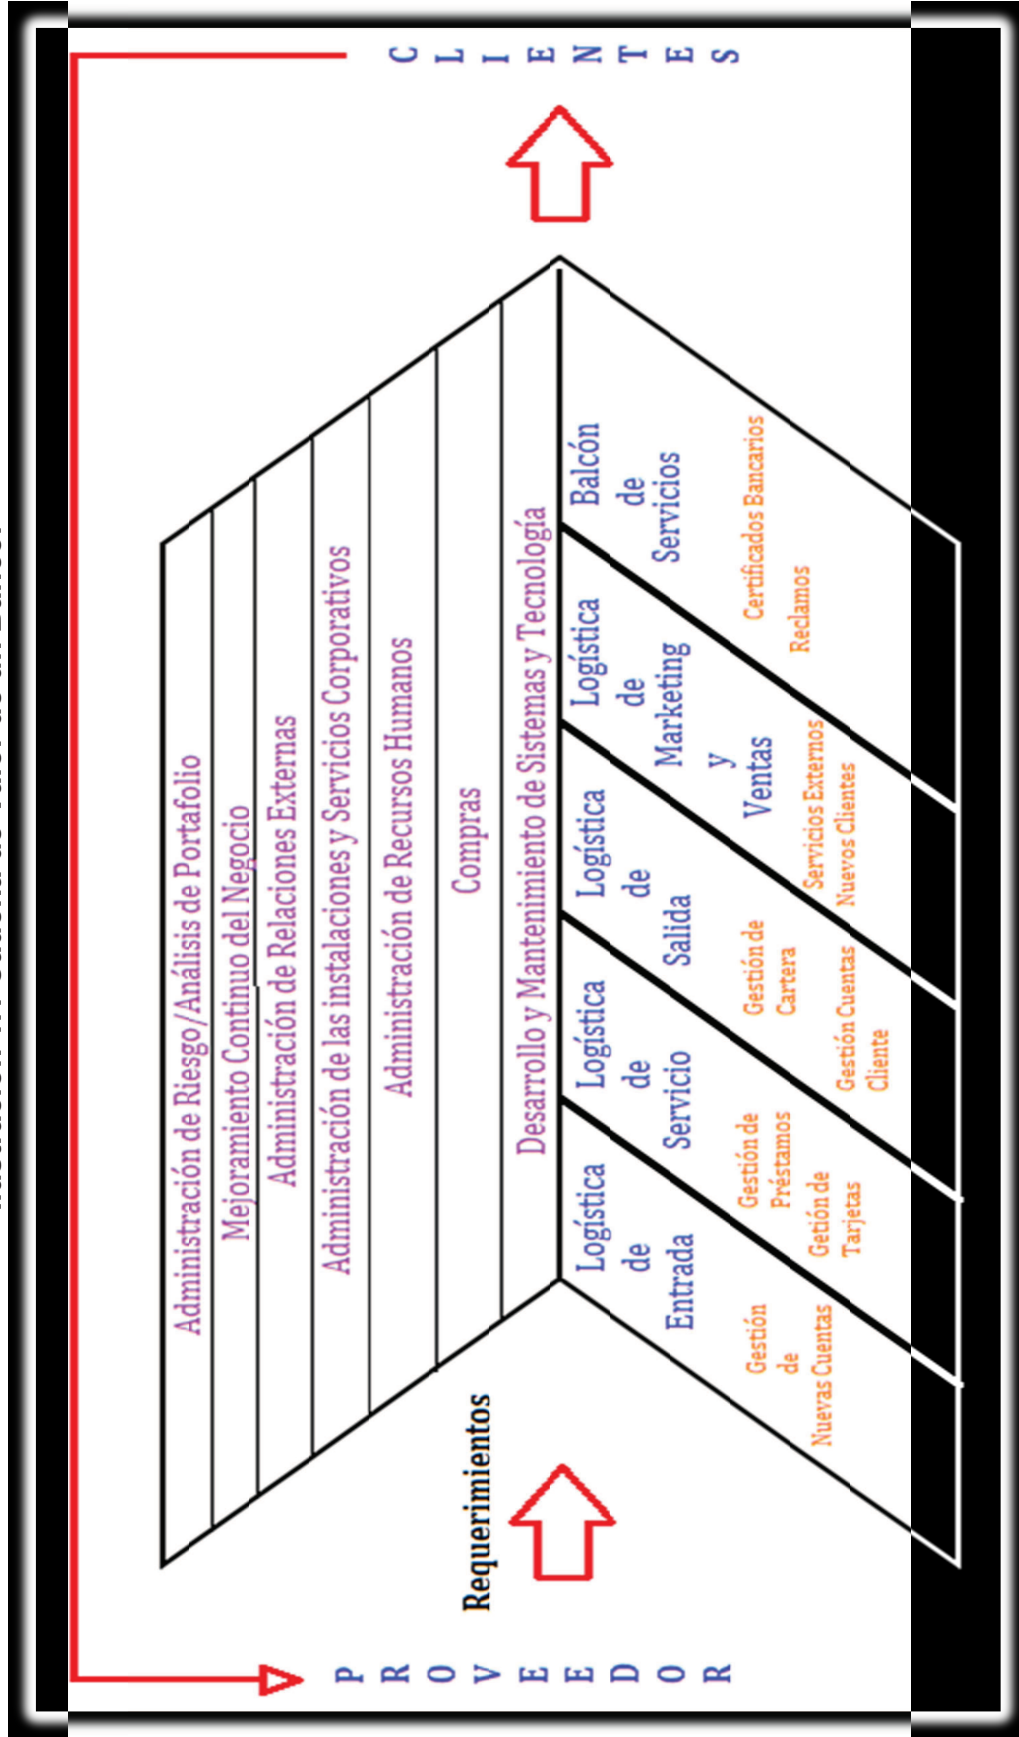 Administración de Riesgo/Análisis de Portafolio
Mejoramiento Continuo del Negocio
Administración de Relaciones Externas
Administración de las instalaciones y Servicios Corporativos
Administración de Recursos Humanos
Compras
Desarrollo y Mantenimiento de Sistemas y Tecnología
PROVEEDOR
Requerimientos
Logística
de
Entrada
Gestión
de
Nuevas Cuentas
Logística
de
Servicio
Gestión de
Préstamos
Getión de
Tarjetas
Logística
de
Salida
Gestión de
Cartera
Gestión Cuentas
Cliente
Logística
de
Marketing
y
Ventas
Servicios Externos
Nuevos Clientes
Balcón
de
Servicios
Certificados Bancarios
Reclamos
CLIENTES